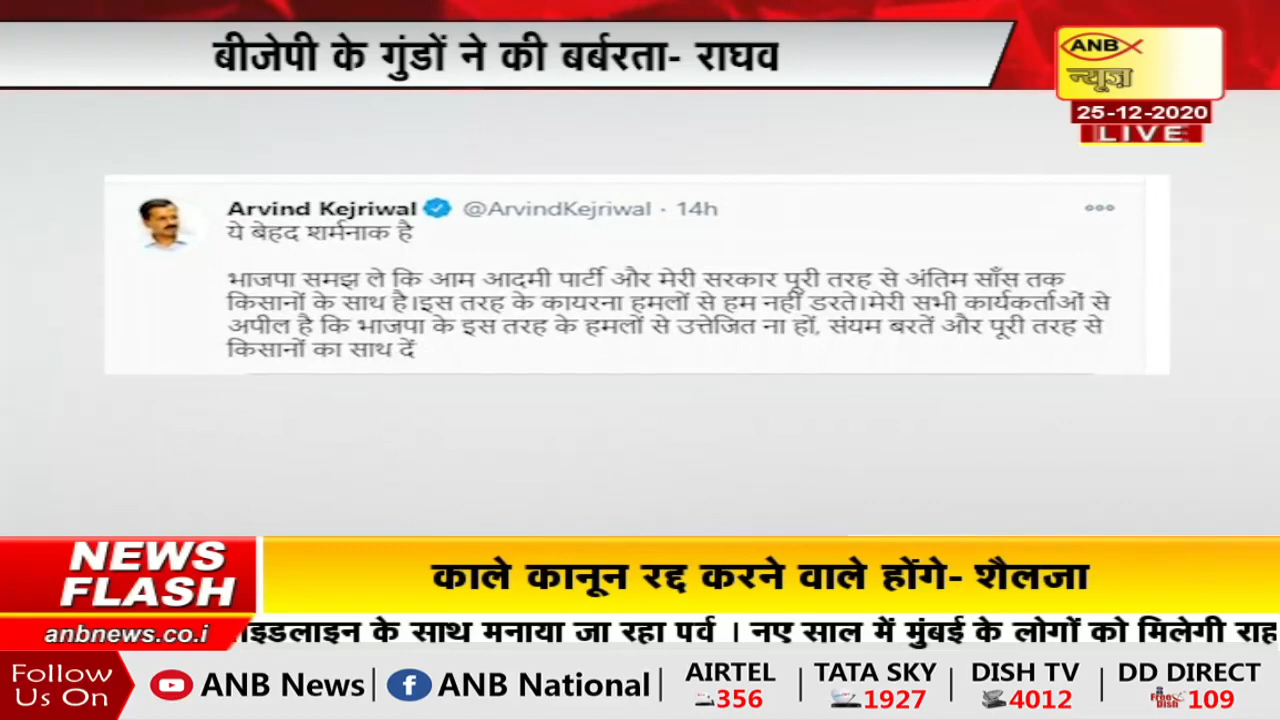 बीजेपी के गुंडों ने की बर्बरता- राघव
ANB
न्यूज़
25-12-2020
LIVE
Arvind Kejriwal @ArvindKejriwal · 14h
ये बेहद शर्मनाक है
भाजपा समझ ले कि आम आदमी पार्टी और मेरी सरकार पूरी तरह से अंतिम साँस तक
किसानों के साथ है।इस तरह के कायरना हमलों से हम नहीं डरते।मेरी सभी कार्यकर्ताओं से
अपील है कि भाजपा के इस तरह के हमलों से उत्तेजित ना हों, संयम बरतें और पूरी तरह से
किसानों का साथ दें
NEWS
FLASH
काले कानून रद्द करने वाले होंगे- शैलजा
anbnews.co.i
ाइडलाइन के साथ मनाया जा रहा पर्व । नए साल में मुंबई के लोगों को मिलेगी राह
Follow
Us On
ANB News
ANB National
AIRTEL
356
TATA SKY
1927
DISH TV
4012
DD DIRECT
Free Dish
109